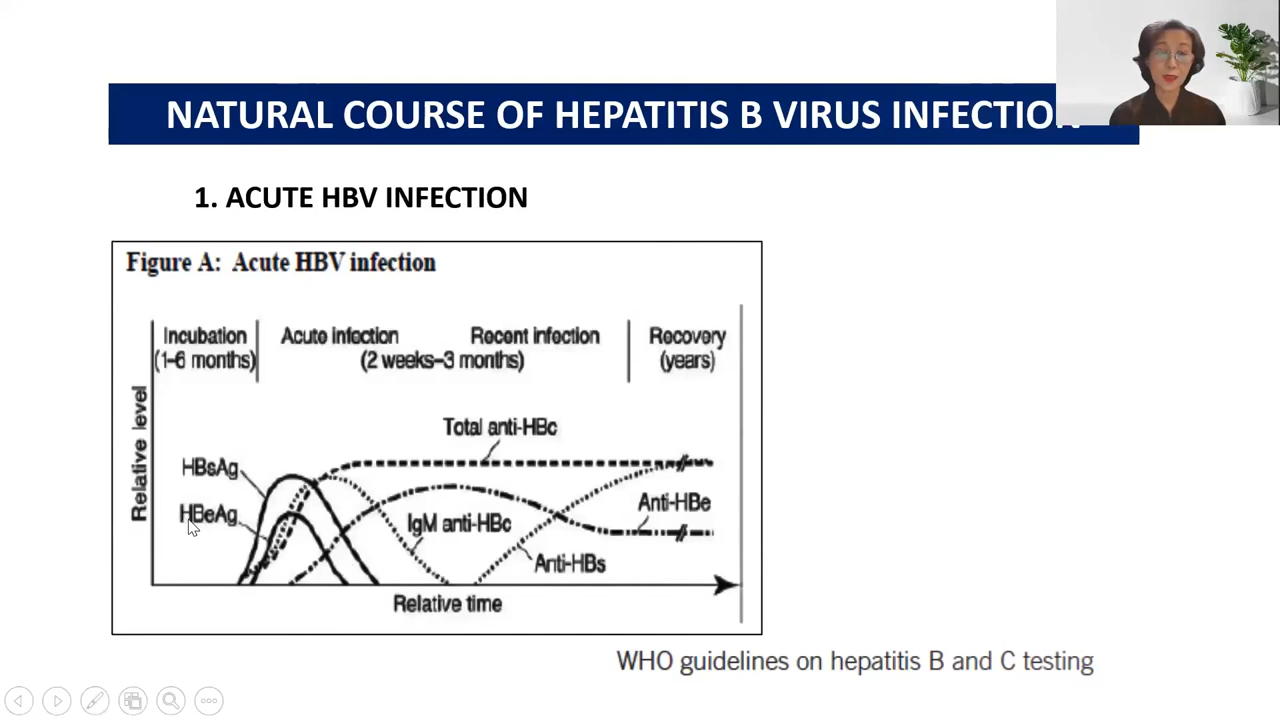 NATURAL COURSE OF HEPATITIS B VIRUS INFECTION
1. ACUTE HBV INFECTION
Figure A: Acute HBV infection
Incubation
(1-6 months)
Acute infection
Recent infection
(2 weeks–3 months)
Recovery
(years)
Relative level
Total anti-HBc
HBsAg
HBeAg
IgM anti-HBc
Anti-HBe
Anti-HBs
Relative time
WHO guidelines on hepatitis B and C testing